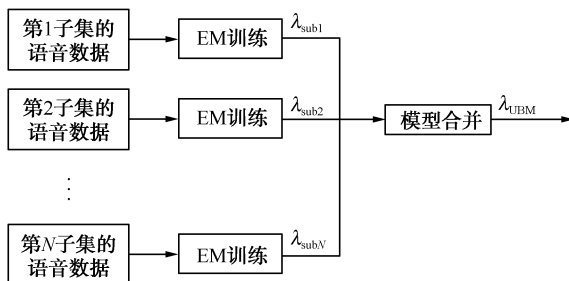 第1子集的
语音数据
EM训练
λsub1
第2子集的
语音数据
EM训练
λsub2
模型合并
λUBM
⋮
第N子集的
语音数据
EM训练
λsubN